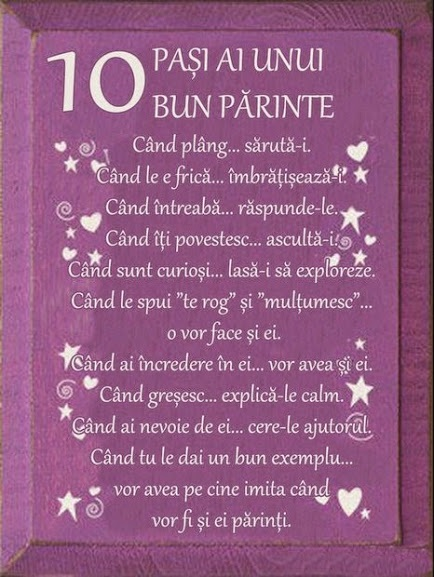 10 PAȘI AI UNUI
BUN PĂRINTE
Când plâng... sărută-i.
Când le e frică... îmbrățișează-i.
Când întreabă... răspunde-le.
Când îți povestesc... ascultă-i.
Când sunt curioși... lasă-i să exploreze.
Când le spui ”te rog” și ”mulțumesc”...
o vor face și ei.
Când ai încredere în ei... vor avea și ei.
Când greșesc... explică-le calm.
Când ai nevoie de ei... cere-le ajutorul.
Când tu le dai un bun exemplu...
vor avea pe cine imita când
vor fi și ei părinți.